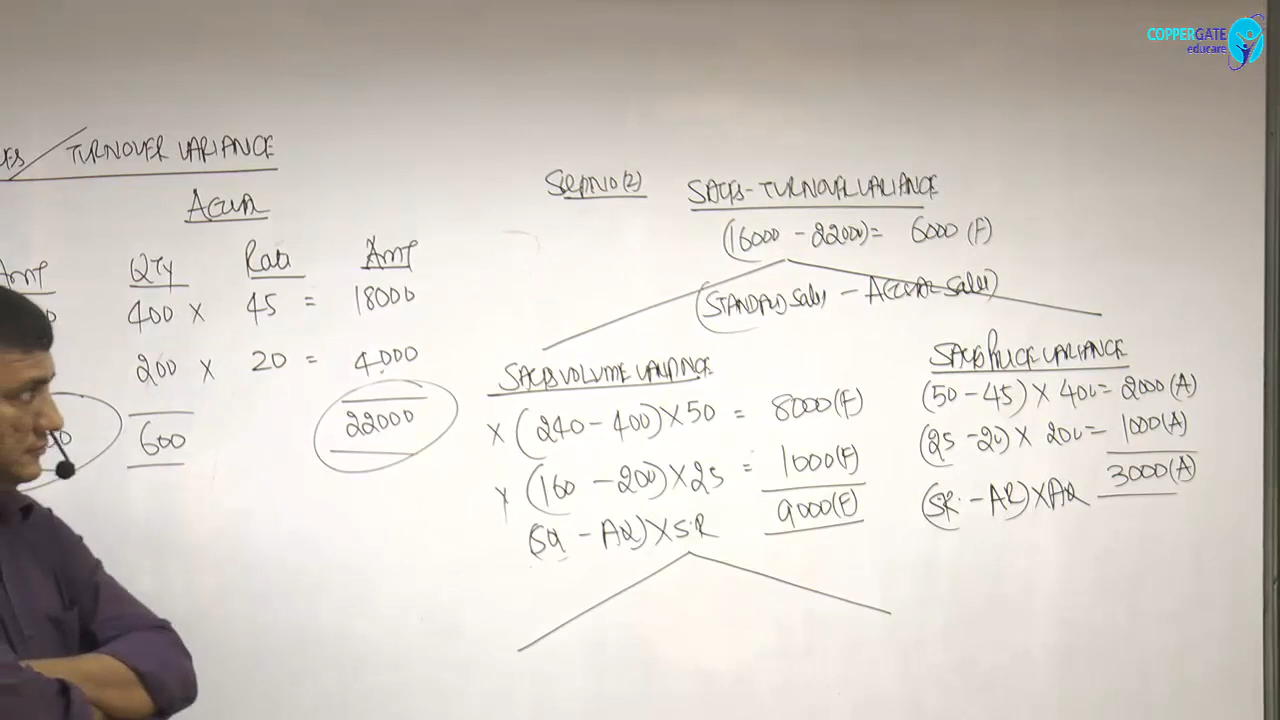 COPPERGATE
educare
/ TURNOVER VARIANCE
ACTUAL
QTY Rate AMT
400 X 45 = 18000
200 X 20 = 4000
600 22000
STEP NO (2) SALES-TURNOVER VARIANCE
(16000 - 22000) = 6000 (F)
(STANDARD Sales - ACTUAL Sales)
SALES VOLUME VARIANCE
X (240 - 400) X 50 = 8000 (F)
X (160 - 200) X 25 = 1000 (F)
(SQ - AQ) X S.R 9000 (F)
SALES PRICE VARIANCE
(50 - 45) X 400 = 2000 (A)
(25 - 20) X 200 = 1000 (A)
(SR - AR) X AQ 3000 (A)